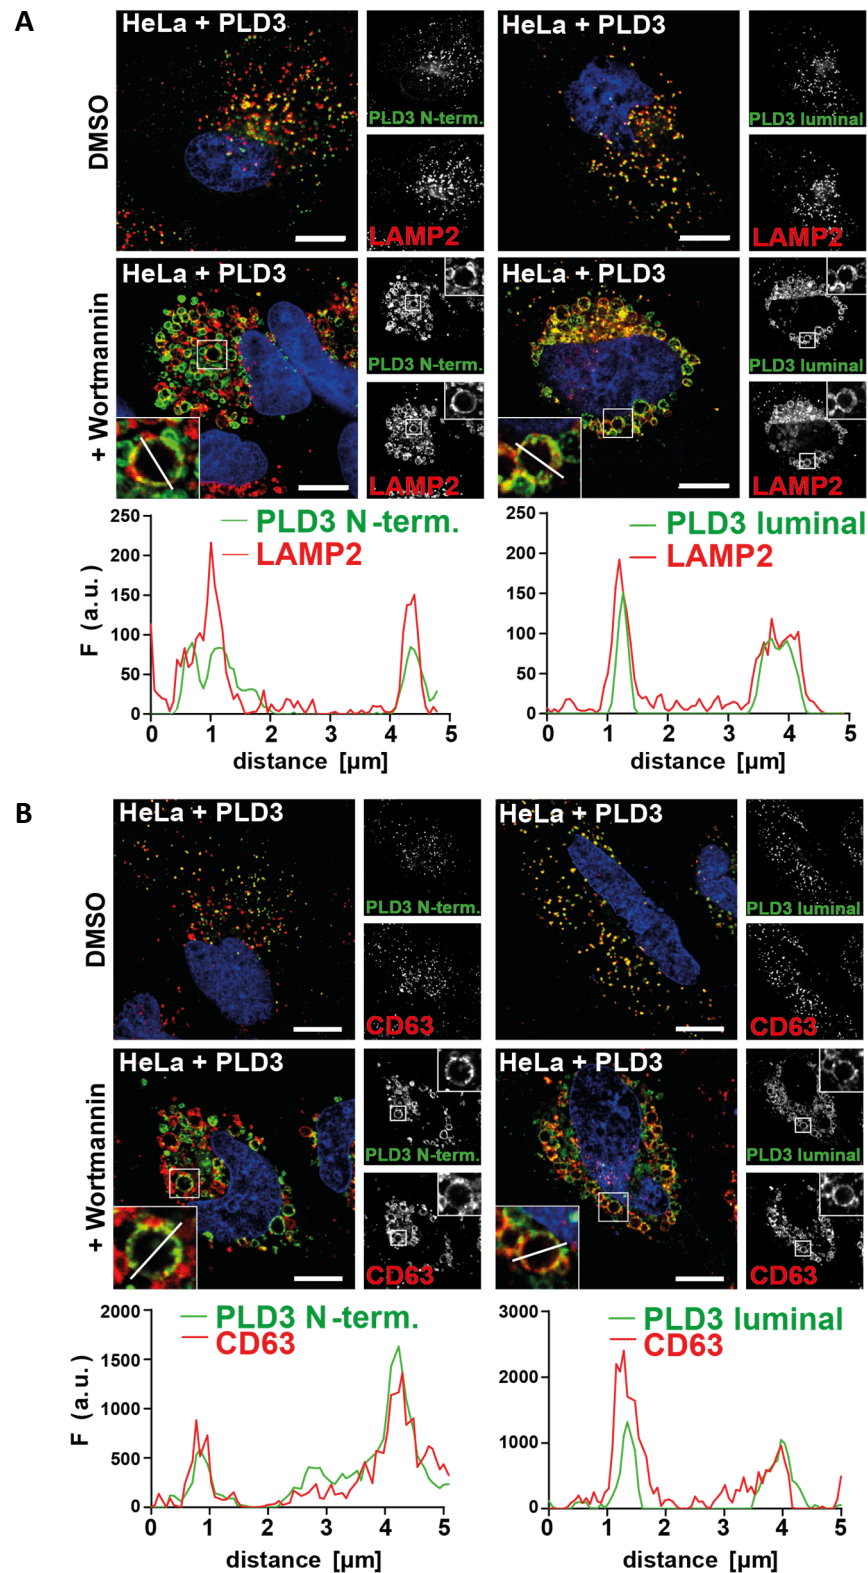 A
DMSO
HeLa + PLD3
PLD3 N-term.
LAMP2
HeLa + PLD3
PLD3 luminal
LAMP2
+ Wortmannin
HeLa + PLD3
PLD3 N-term.
LAMP2
HeLa + PLD3
PLD3 luminal
LAMP2
PLD3 N-term.
LAMP2
F (a.u.)
250
200
150
100
50
0
0 1 2 3 4 5
distance [µm]
PLD3 luminal
LAMP2
250
200
150
100
50
0
0 1 2 3 4 5
distance [µm]
B
DMSO
HeLa + PLD3
PLD3 N-term.
CD63
HeLa + PLD3
PLD3 luminal
CD63
+ Wortmannin
HeLa + PLD3
PLD3 N-term.
CD63
HeLa + PLD3
PLD3 luminal
CD63
PLD3 N-term.
CD63
F (a.u.)
2000
1500
1000
500
0
0 1 2 3 4 5
distance [µm]
PLD3 luminal
CD63
3000
2000
1000
0
0 1 2 3 4 5
distance [µm]